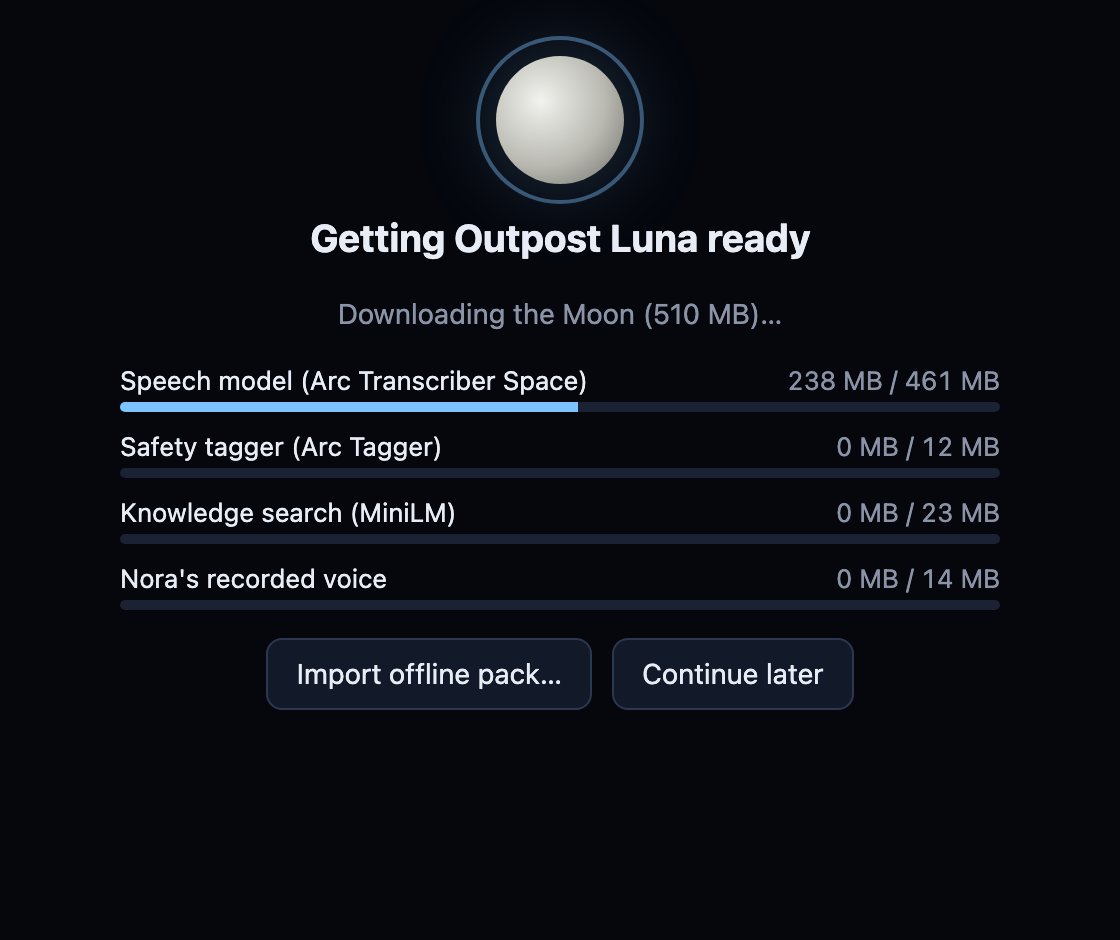 Getting Outpost Luna ready
Downloading the Moon (510 MB)...
Speech model (Arc Transcriber Space) 238 MB / 461 MB
Safety tagger (Arc Tagger) 0 MB / 12 MB
Knowledge search (MiniLM) 0 MB / 23 MB
Nora's recorded voice 0 MB / 14 MB
Import offline pack... Continue later